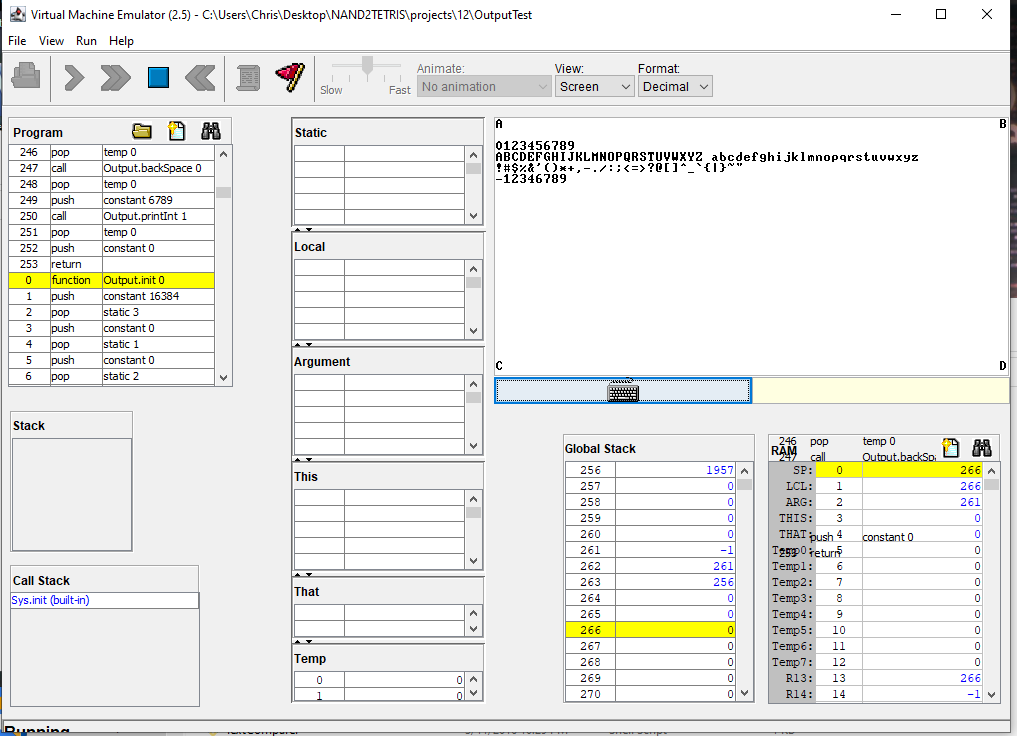 Virtual Machine Emulator (2.5) - C:\Users\Chris\Desktop\NAND2TETRIS\projects\12\OutputTest
File View Run Help
Slow Fast
Animate:
No animation
View:
Screen
Format:
Decimal
Program
246 pop temp 0
247 call Output.backSpace 0
248 pop temp 0
249 push constant 6789
250 call Output.printInt 1
251 pop temp 0
252 push constant 0
253 return
0 function Output.init 0
1 push constant 16384
2 pop static 3
3 push constant 0
4 pop static 1
5 push constant 0
6 pop static 2
Stack
Call Stack
Sys.init (built-in)
Static
Local
Argument
This
That
Temp
0 0
1 0
A B
0123456789
ABCDEFGHIJKLMNOPQRSTUVWXYZ abcdefghijklmnopqrstuvwxyz
!#$%&'()*+,-./:;<=>?@[]^_`{|}~"
-12346789
C D
Global Stack
256 1957
257 0
258 0
259 0
260 0
261 -1
262 261
263 256
264 0
265 0
266 0
267 0
268 0
269 0
270 0
246 pop temp 0
RAM
247 call Output.backSpa
SP: 0 266
LCL: 1 266
ARG: 2 261
THIS: 3 0
THAT: 4 0
push constant 0
Temp0: 5 0
253 return
Temp1: 6 0
Temp2: 7 0
Temp3: 8 0
Temp4: 9 0
Temp5: 10 0
Temp6: 11 0
Temp7: 12 0
R13: 13 266
R14: 14 -1
Running